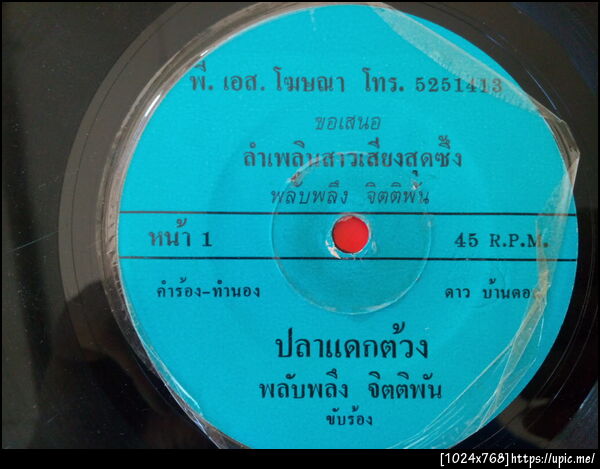 พี. เอส. โฆษณา โทร. 5251413
ขอเสนอ
ลำเพลินสาวเสียงสุดซึ้ง
พลับพลึง จิตติพัน
หน้า 1 45 R.P.M.
คำร้อง-ทำนอง ดาว บ้านดอน
ปลาแดกต้วง
พลับพลึง จิตติพัน
ขับร้อง
[1024x768]https://upic.me/